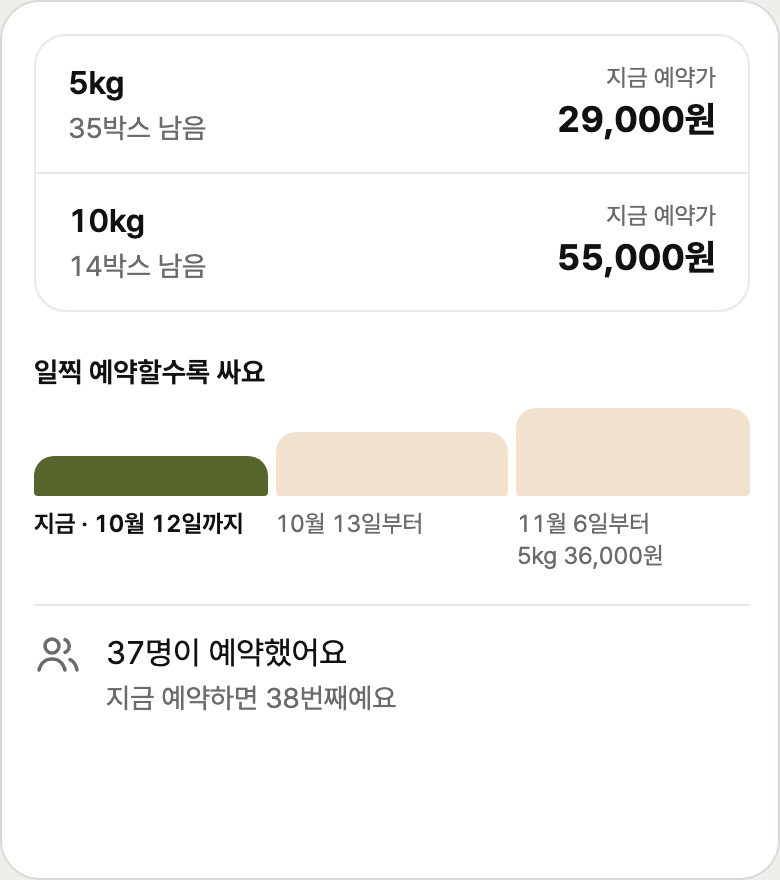 5kg
지금 예약가
35박스 남음
29,000원
10kg
지금 예약가
14박스 남음
55,000원
일찍 예약할수록 싸요
지금 · 10월 12일까지
10월 13일부터
11월 6일부터
5kg 36,000원
37명이 예약했어요
지금 예약하면 38번째예요